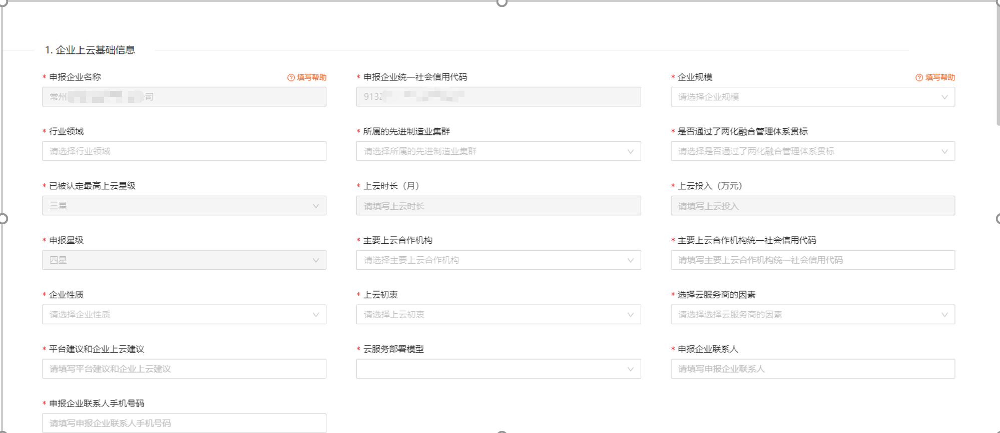 1. 企业上云基础信息
* 申报企业名称 填写帮助
* 申报企业统一社会信用代码
* 企业规模 填写帮助
常州 司
9132
请选择企业规模
* 行业领域
* 所属的先进制造业集群
* 是否通过了两化融合管理体系贯标
请选择行业领域
请选择所属的先进制造业集群
请选择是否通过了两化融合管理体系贯标
* 已被认定最高上云星级
* 上云时长（月）
* 上云投入（万元）
三星
请填写上云时长
请填写上云投入
* 申报星级
* 主要上云合作机构
* 主要上云合作机构统一社会信用代码
四星
请选择主要上云合作机构
请填写主要上云合作机构统一社会信用代码
* 企业性质
* 上云初衷
* 选择云服务商的因素
请选择企业性质
请选择上云初衷
请选择选择云服务商的因素
* 平台建议和企业上云建议
* 云服务部署模型
* 申报企业联系人
请填写平台建议和企业上云建议
请填写申报企业联系人
* 申报企业联系人手机号码
请填写申报企业联系人手机号码